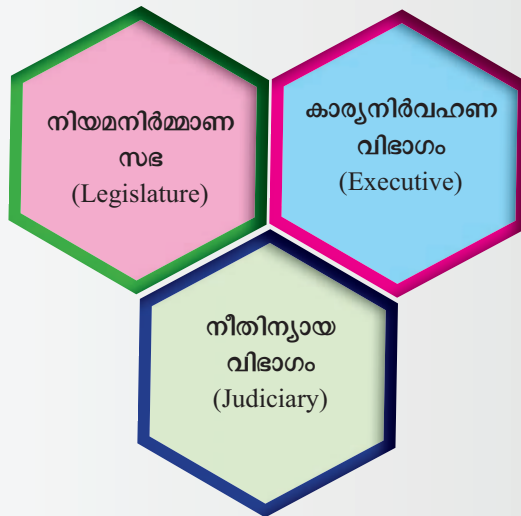 നിയമനിർമ്മാണ
സഭ
(Legislature)
കാര്യനിർവഹണ
വിഭാഗം
(Executive)
നീതിന്യായ
വിഭാഗം
(Judiciary)